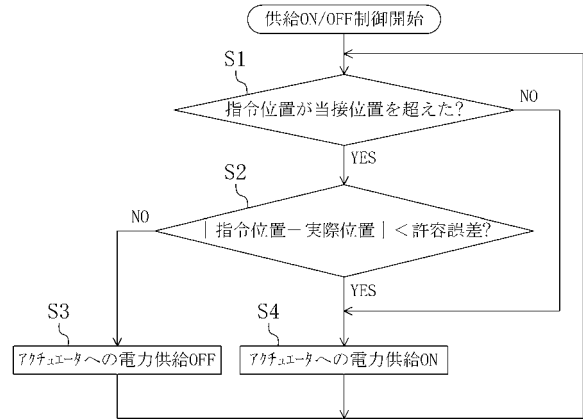 供給ON/OFF制御開始
S1
指令位置が当接位置を超えた?
NO
YES
S2
NO
|指令位置−実際位置|<許容誤差?
YES
S3
S4
アクチュエータへの電力供給OFF
アクチュエータへの電力供給ON